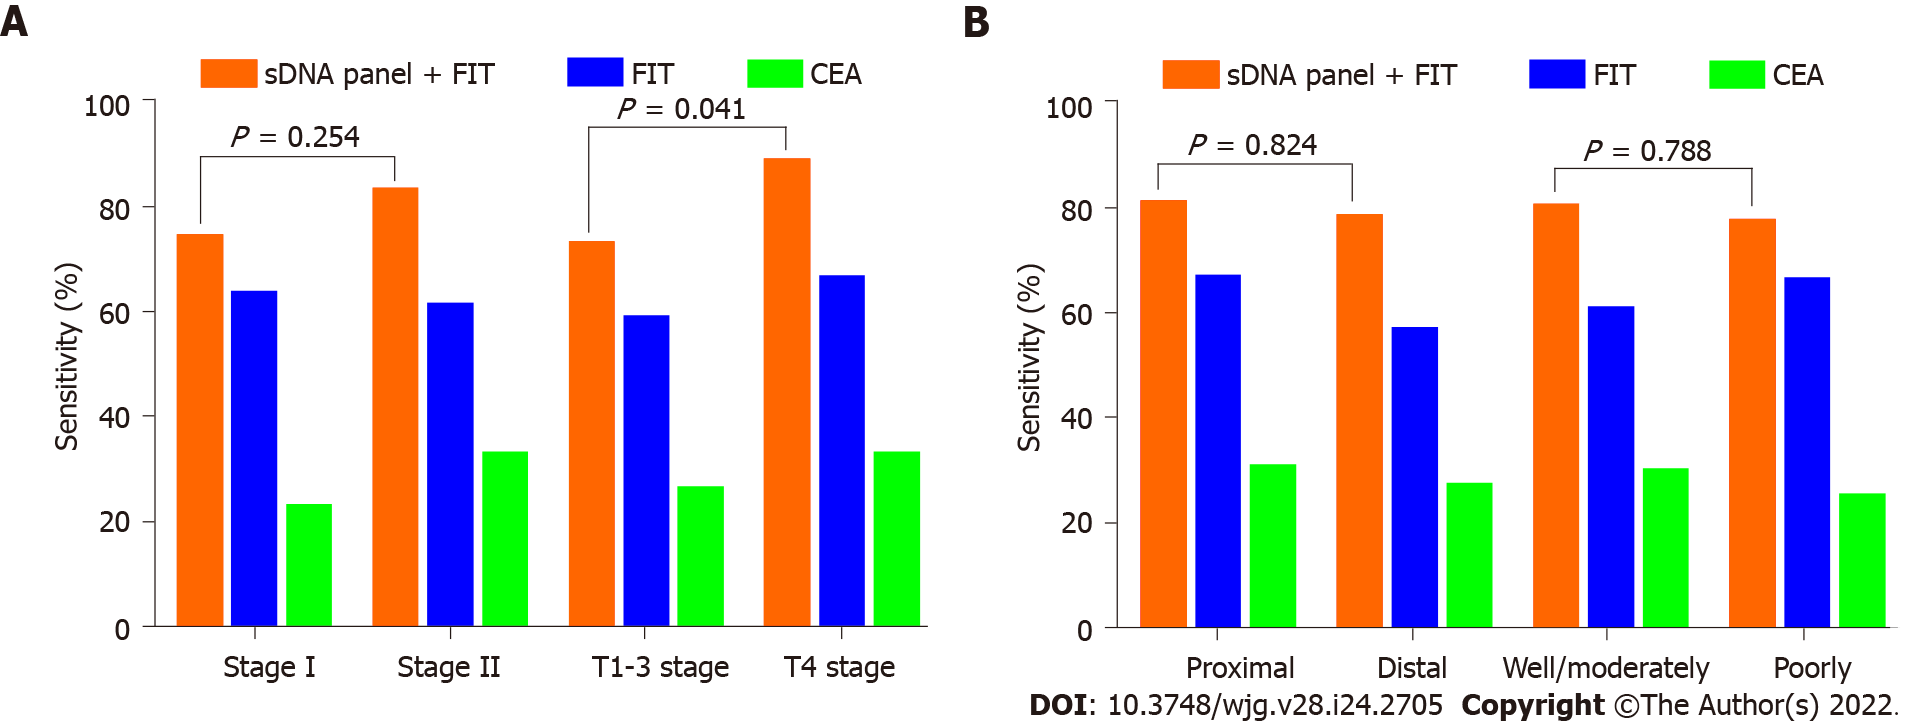 A
sDNA panel + FIT FIT CEA
P = 0.254
P = 0.041
100
80
60
40
20
0
Sensitivity (%)
Stage I Stage II T1-3 stage T4 stage
B
sDNA panel + FIT FIT CEA
P = 0.824
P = 0.788
100
80
60
40
20
0
Sensitivity (%)
Proximal Distal Well/moderately Poorly
DOI: 10.3748/wjg.v28.i24.2705 Copyright ©The Author(s) 2022.